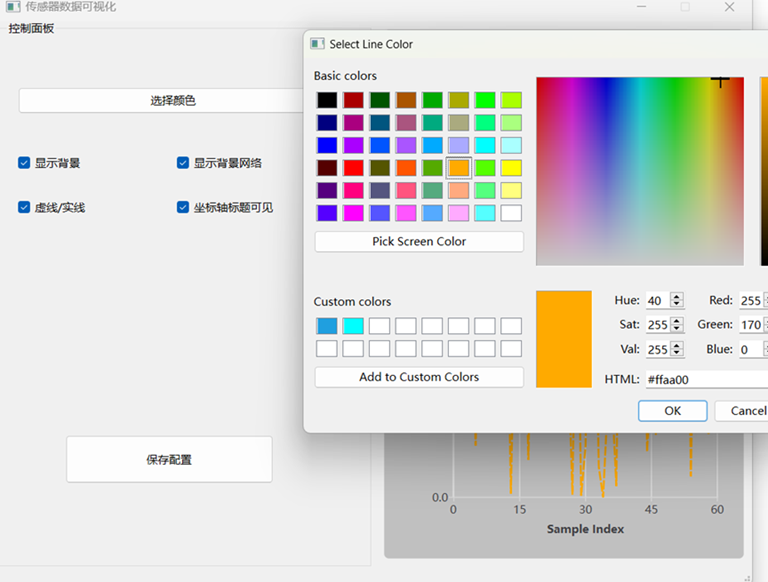 传感器数据可视化
控制面板
选择颜色
显示背景
显示背景网络
虚线/实线
坐标轴标题可见
保存配置
Select Line Color
Basic colors
Pick Screen Color
Custom colors
Add to Custom Colors
Hue: 40
Red: 255
Sat: 255
Green: 170
Val: 255
Blue: 0
HTML: #ffaa00
OK
Cancel
0.0
0 15 30 45 60
Sample Index